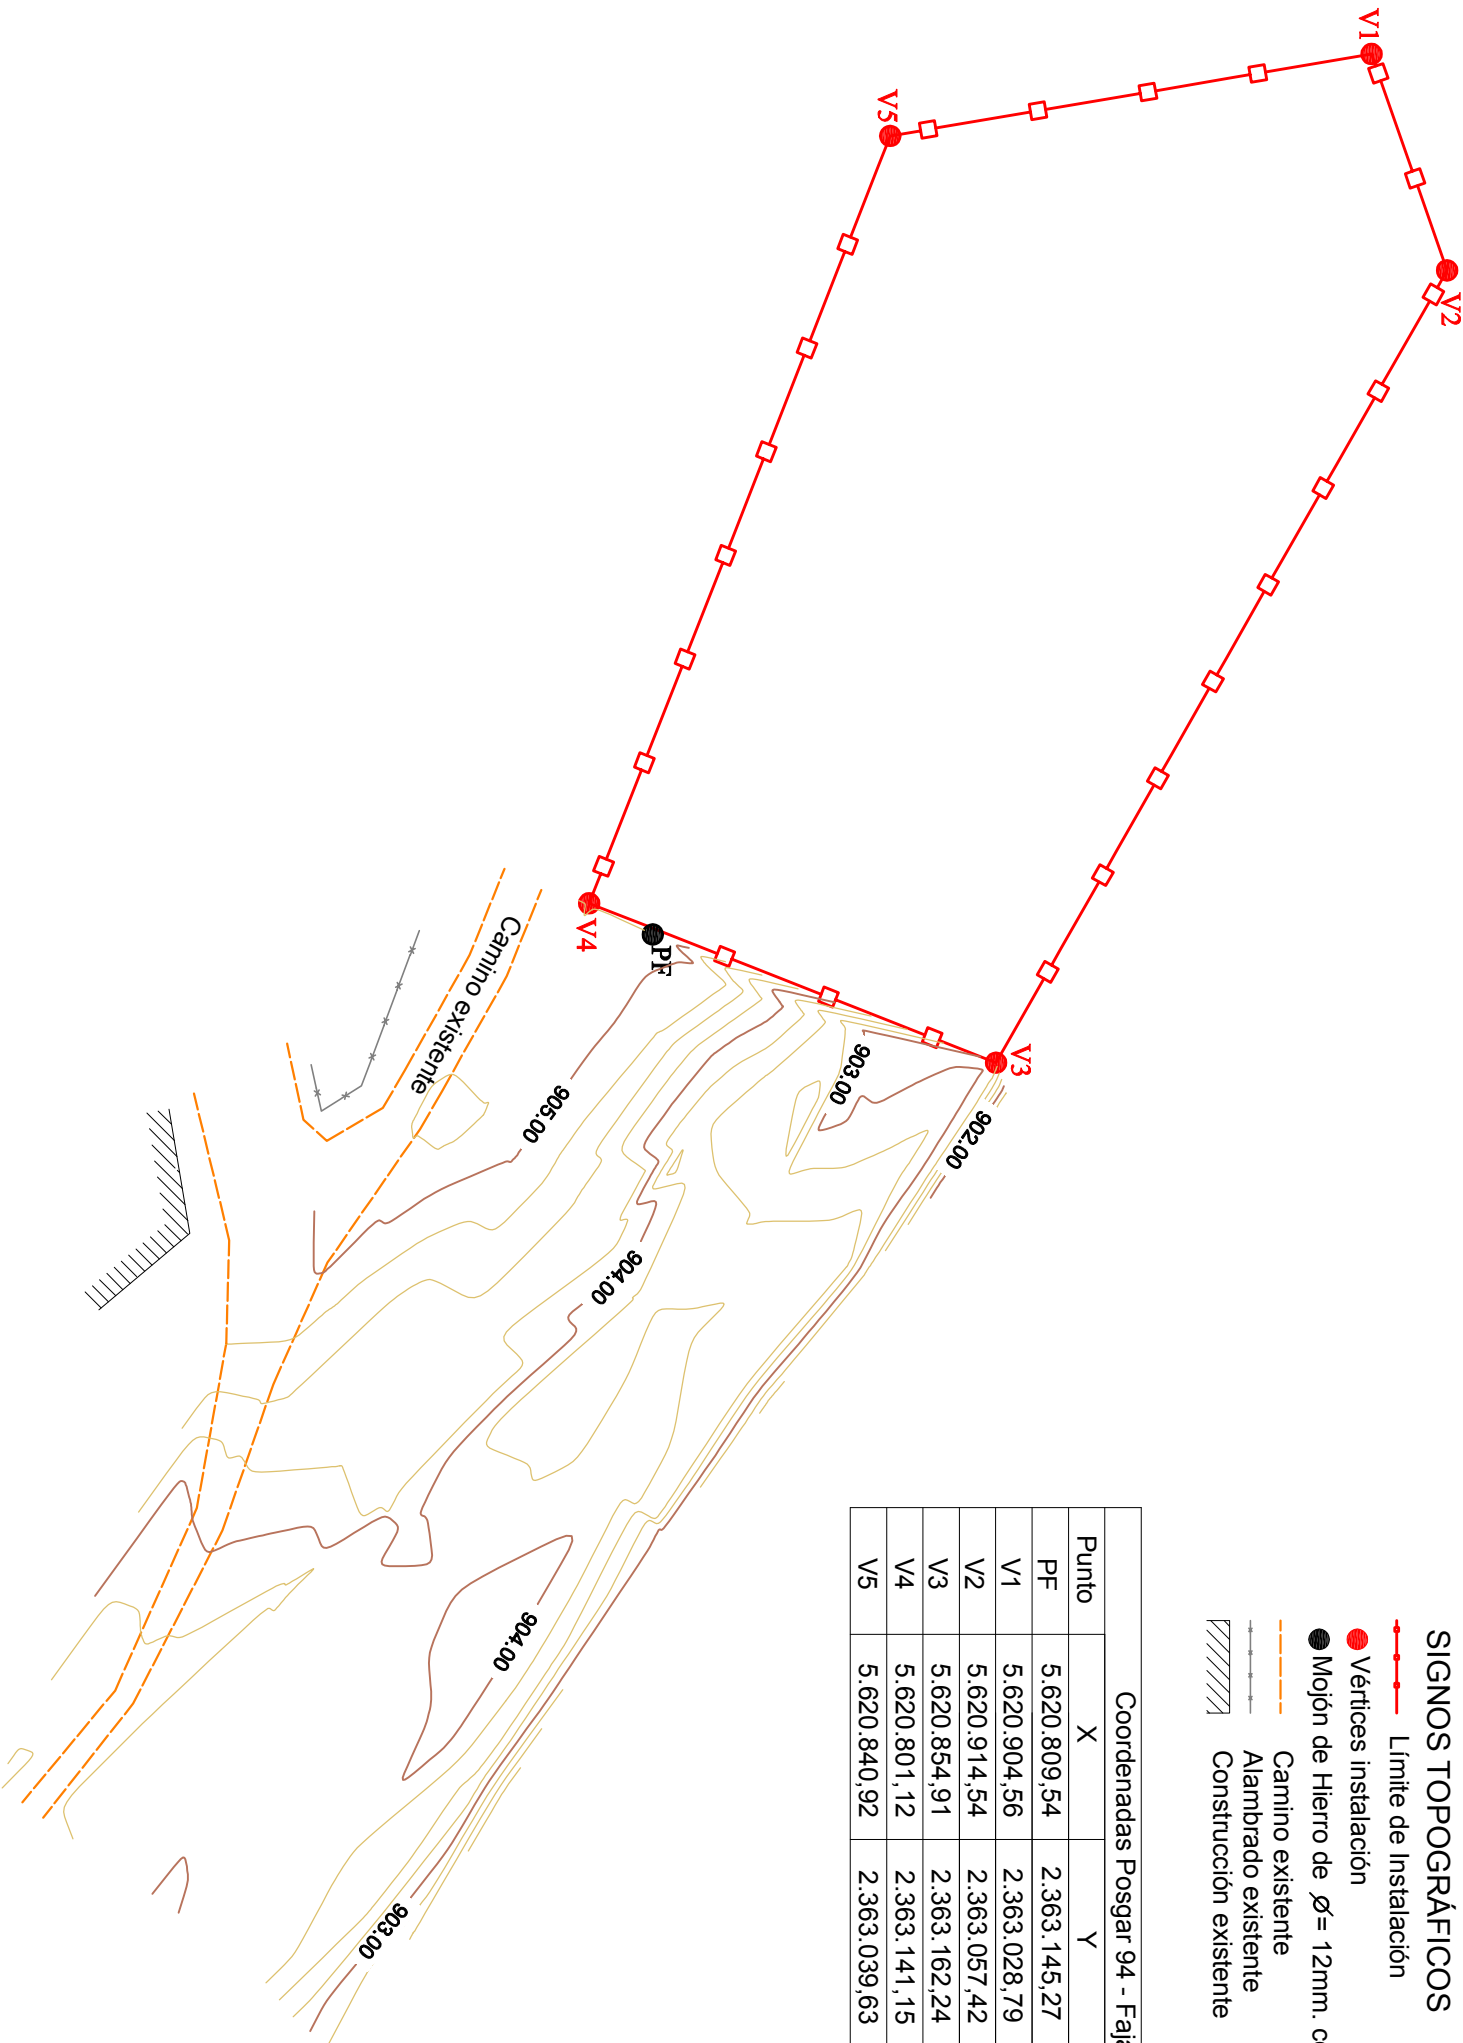 SIGNOS TOPOGRÁFICOS
Límite de Instalación
Vértices instalación
Mojón de Hierro de Ø= 12mm.
Camino existente
Alambrado existente
Construcción existente
Coordenadas Posgar 94 - Faja
Punto X Y
PF 5.620.809,54 2.363.145,27
V1 5.620.904,56 2.363.028,79
V2 5.620.914,54 2.363.057,42
V3 5.620.854,91 2.363.162,24
V4 5.620.801,12 2.363.141,15
V5 5.620.840,92 2.363.039,63
V1
V2
V5
V3
V4
PF
902.00
903.00
905.00
Camino existente
904.00
904.00
903.00